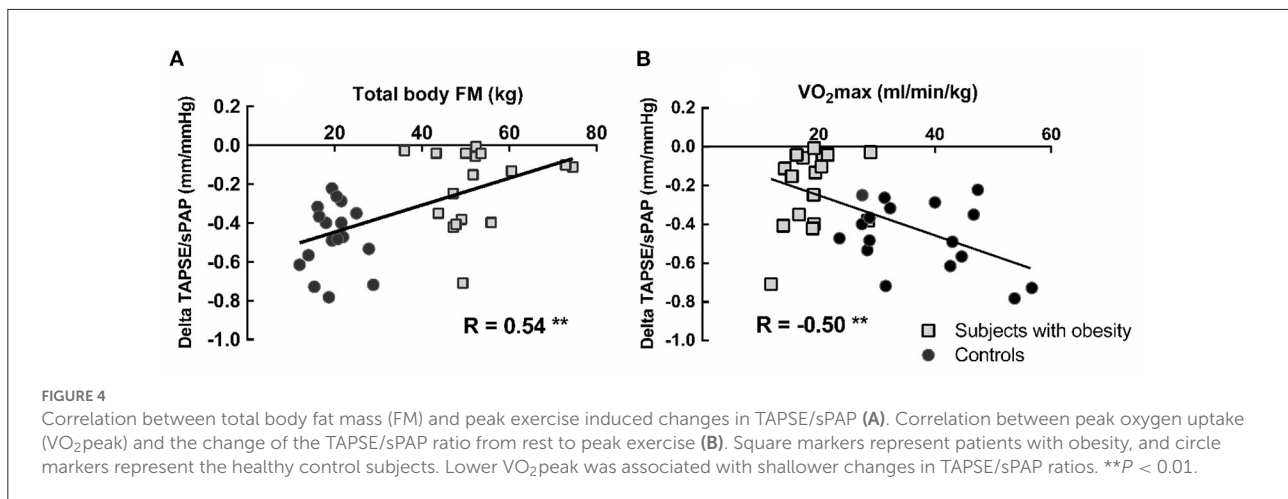 A
Total body FM (kg)
0.2
0.0
-0.2
-0.4
-0.6
-0.8
-1.0
20 40 60 80
Delta TAPSE/sPAP (mm/mmHg)
R = 0.54 **
B
VO₂max (ml/min/kg)
0.2
0.0
-0.2
-0.4
-0.6
-0.8
-1.0
20 40 60
Delta TAPSE/sPAP (mm/mmHg)
R = -0.50 **
Subjects with obesity
Controls
FIGURE 4
Correlation between total body fat mass (FM) and peak exercise induced changes in TAPSE/sPAP (A). Correlation between peak oxygen uptake
(VO₂peak) and the change of the TAPSE/sPAP ratio from rest to peak exercise (B). Square markers represent patients with obesity, and circle
markers represent the healthy control subjects. Lower VO₂peak was associated with shallower changes in TAPSE/sPAP ratios. **P < 0.01.